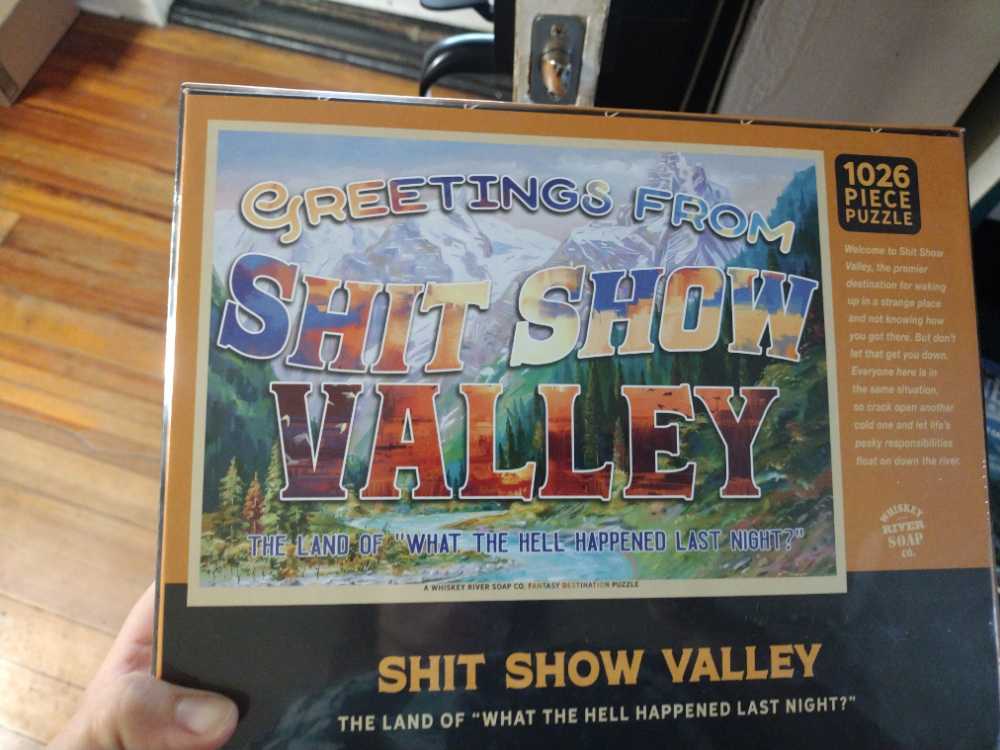 GREETINGS FROM
SHIT SHOW
VALLEY
THE LAND OF "WHAT THE HELL HAPPENED LAST NIGHT?"
A WHISKEY RIVER SOAP CO. FANTASY DESTINATION PUZZLE
1026
PIECE
PUZZLE
Welcome to Shit Show
Valley, the premier
destination for waking
up in a strange place
and not knowing how
you got there. But don't
let that get you down.
Everyone here is in
the same situation,
so crack open another
cold one and let life's
pesky responsibilities
float on down the river.
WHISKEY
RIVER
SOAP
CO.
SHIT SHOW VALLEY
THE LAND OF "WHAT THE HELL HAPPENED LAST NIGHT?"